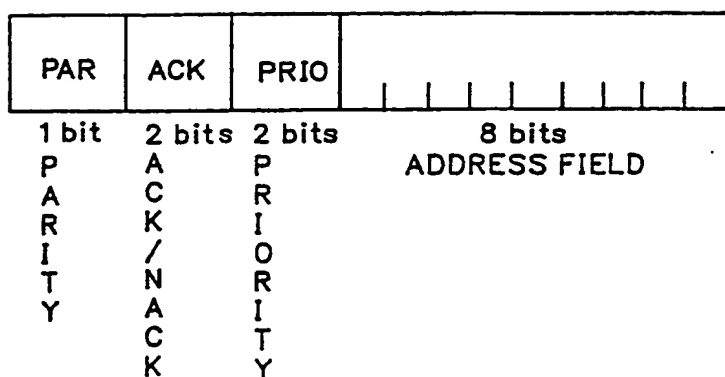 PAR ACK PRIO
1 bit 2 bits 2 bits 8 bits
ADDRESS FIELD
PARITY
ACK/NACK
PRIORITY